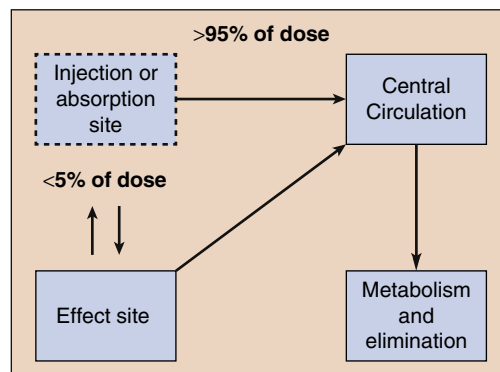 >95% of dose
Injection or
absorption
site
Central
Circulation
<5% of dose
Effect site
Metabolism
and
elimination